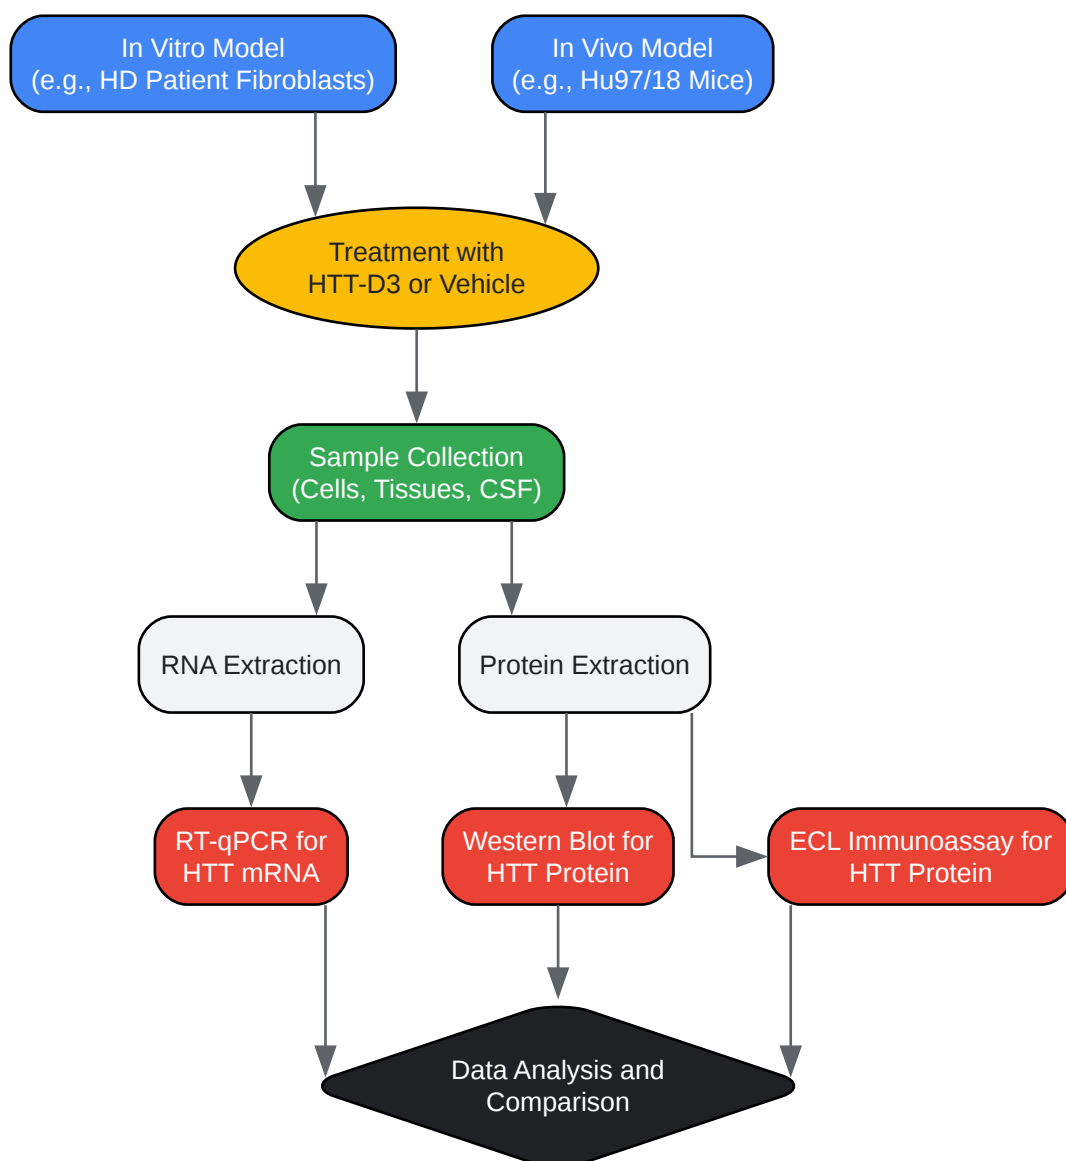 In Vitro Model
(e.g., HD Patient Fibroblasts)
In Vivo Model
(e.g., Hu97/18 Mice)
Treatment with
HTT-D3 or Vehicle
Sample Collection
(Cells, Tissues, CSF)
RNA Extraction
Protein Extraction
RT-qPCR for
HTT mRNA
Western Blot for
HTT Protein
ECL Immunoassay for
HTT Protein
Data Analysis and
Comparison